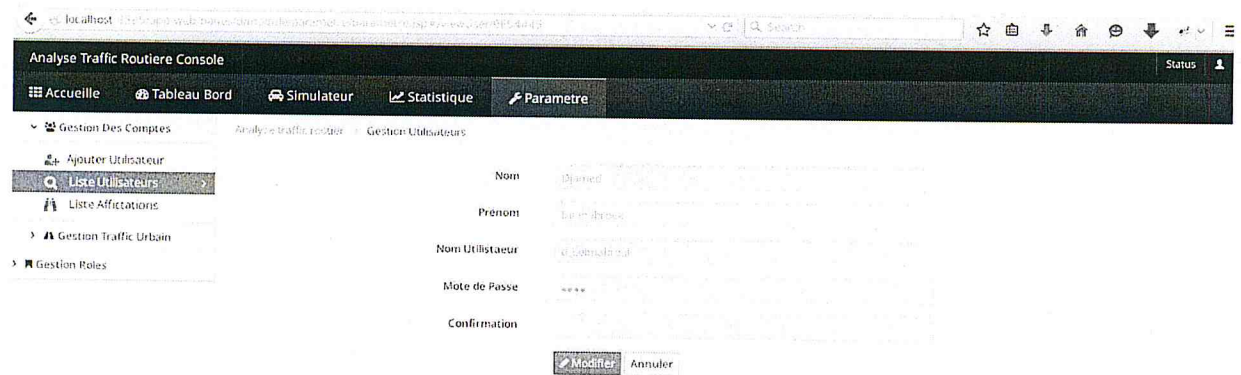 localhost
Search
Analyse Traffic Routiere Console
Status
Accueille Tableau Bord Simulateur Statistique Parametre
Gestion Des Comptes
Analyse traffic routier Gestion Utilisateurs
Ajouter Utilisateur
Liste Utilisateurs
Liste Affictations
Gestion Traffic Urbain
Gestion Roles
Nom
Prenom
Nom Utilistaeur
Mote de Passe ****
Confirmation
Modifier Annuler